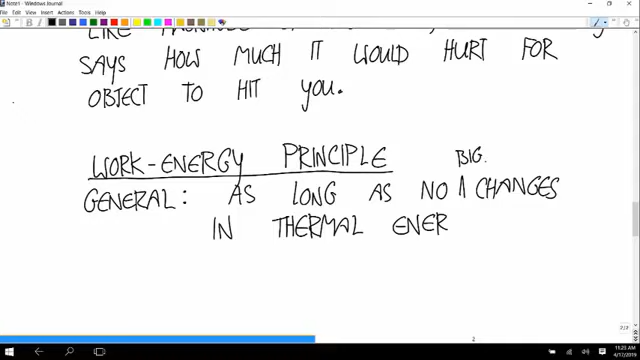 Note1 - Windows Journal
File Edit View Insert Actions Tools Help
SAYS HOW MUCH IT WOULD HURT FOR
OBJECT TO HIT YOU.
WORK-ENERGY PRINCIPLE
BIG
GENERAL: AS LONG AS NO ∧ CHANGES
IN THERMAL ENER
2
2/2
11:25 AM
4/17/2019